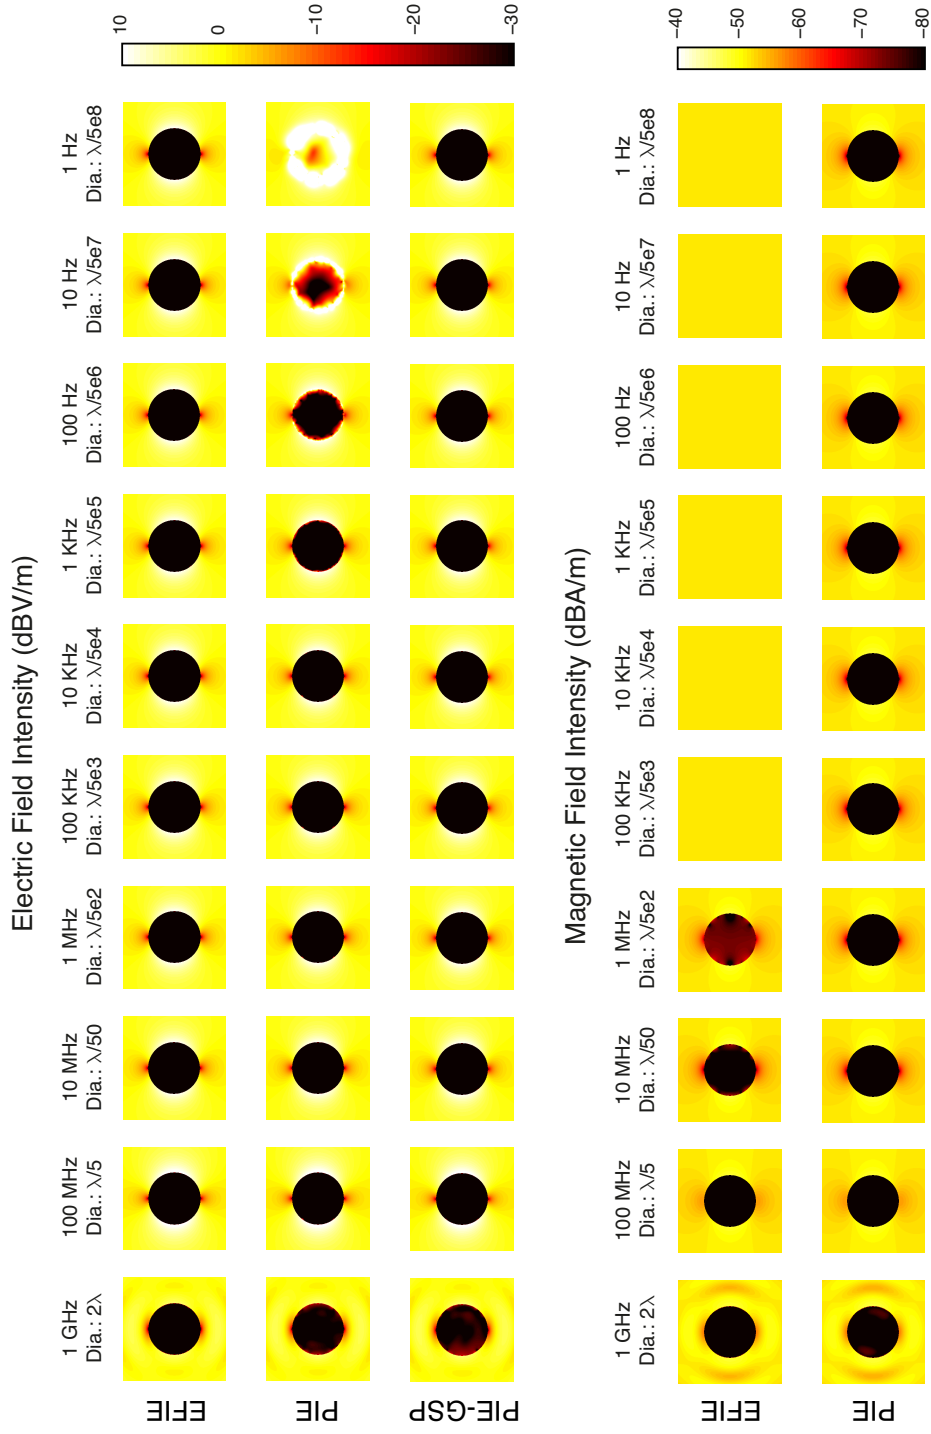 Electric Field Intensity (dBV/m)
1 GHz
Dia.: 2λ
100 MHz
Dia.: λ/5
10 MHz
Dia.: λ/50
1 MHz
Dia.: λ/5e2
100 KHz
Dia.: λ/5e3
10 KHz
Dia.: λ/5e4
1 KHz
Dia.: λ/5e5
100 Hz
Dia.: λ/5e6
10 Hz
Dia.: λ/5e7
1 Hz
Dia.: λ/5e8
EFIE
PIE
PIE-GSP
10
0
−10
−20
−30
Magnetic Field Intensity (dBA/m)
1 GHz
Dia.: 2λ
100 MHz
Dia.: λ/5
10 MHz
Dia.: λ/50
1 MHz
Dia.: λ/5e2
100 KHz
Dia.: λ/5e3
10 KHz
Dia.: λ/5e4
1 KHz
Dia.: λ/5e5
100 Hz
Dia.: λ/5e6
10 Hz
Dia.: λ/5e7
1 Hz
Dia.: λ/5e8
EFIE
PIE
−40
−50
−60
−70
−80